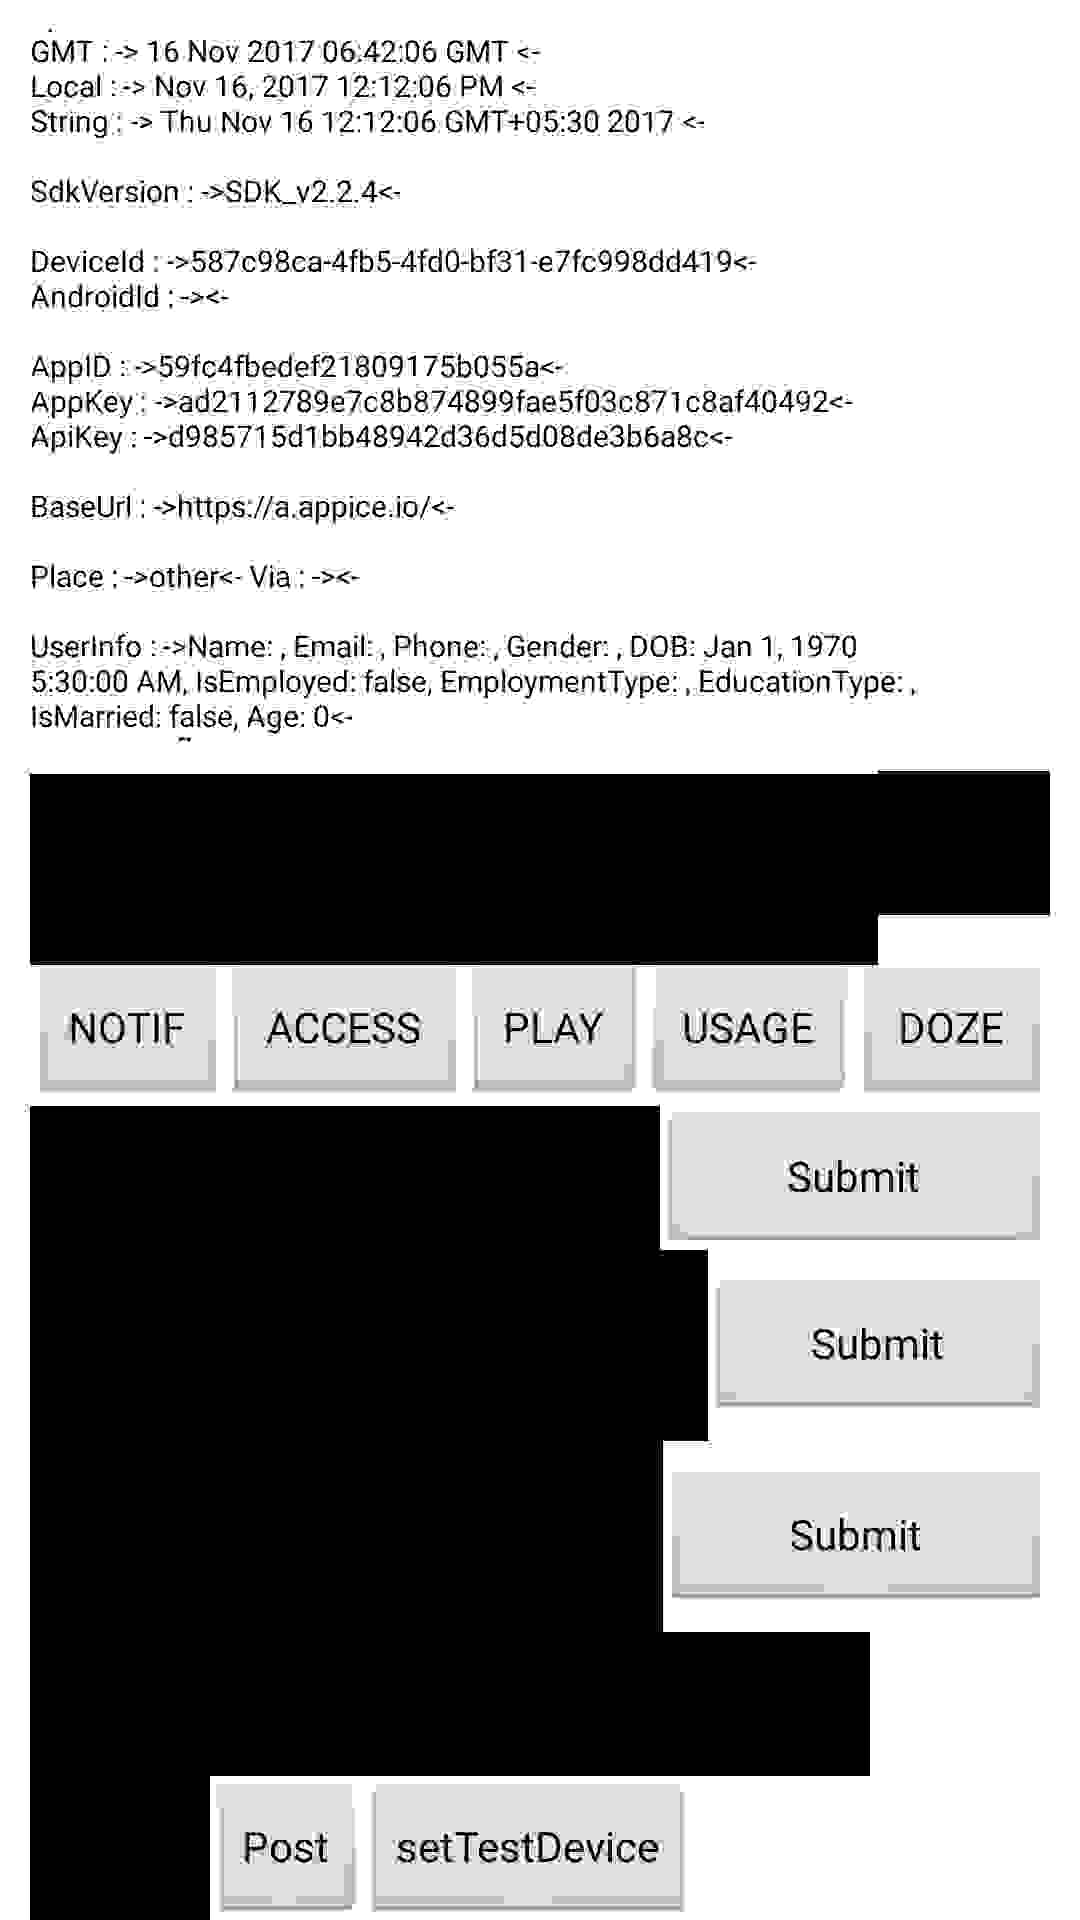 GMT : -> 16 Nov 2017 06:42:06 GMT <-
Local : -> Nov 16, 2017 12:12:06 PM <-
String : -> Thu Nov 16 12:12:06 GMT+05:30 2017 <-
SdkVersion : ->SDK_v2.2.4<-
DeviceId : ->587c98ca-4fb5-4fd0-bf31-e7fc998dd419<-
AndroidId : -><-
AppID : ->59fc4fbedef21809175b055a<-
AppKey : ->ad2112789e7c8b874899fae5f03c871c8af40492<-
ApiKey : ->d985715d1bb48942d36d5d08de3b6a8c<-
BaseUrl : ->https://a.appice.io/<-
Place : ->other<- Via : -><-
UserInfo : ->Name: , Email: , Phone: , Gender: , DOB: Jan 1, 1970
5:30:00 AM, IsEmployed: false, EmploymentType: , EducationType: ,
IsMarried: false, Age: 0<-
NOTIF ACCESS PLAY USAGE DOZE
Submit
Submit
Submit
Post setTestDevice